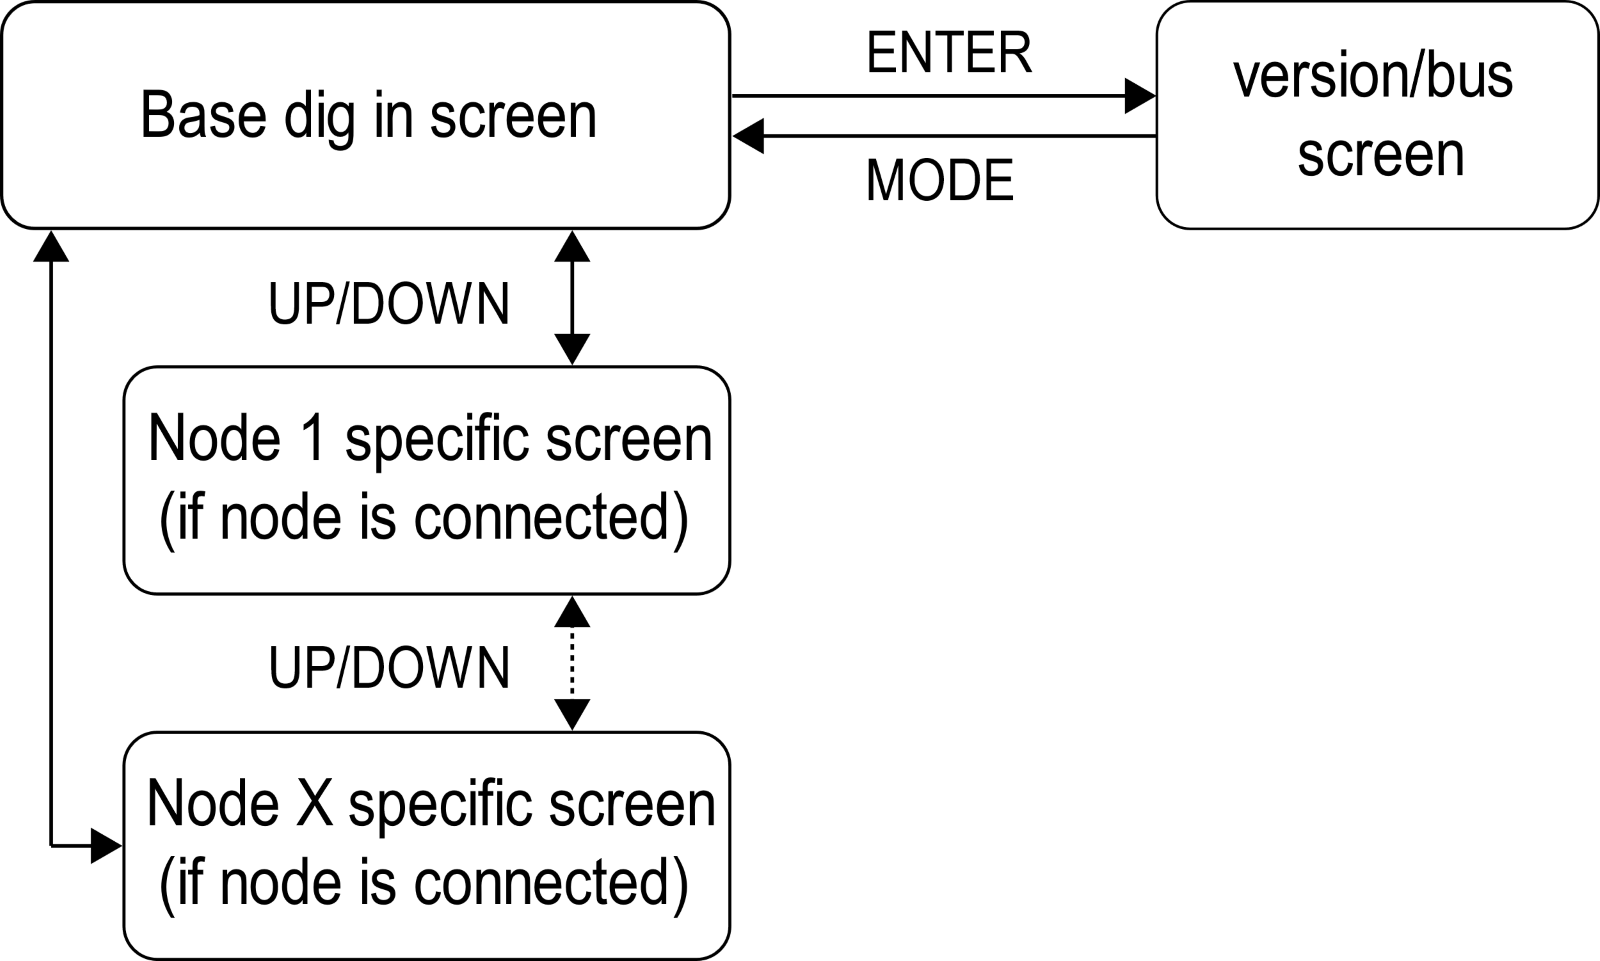 Base dig in screen
ENTER
MODE
version/bus
screen
UP/DOWN
Node 1 specific screen
(if node is connected)
UP/DOWN
Node X specific screen
(if node is connected)